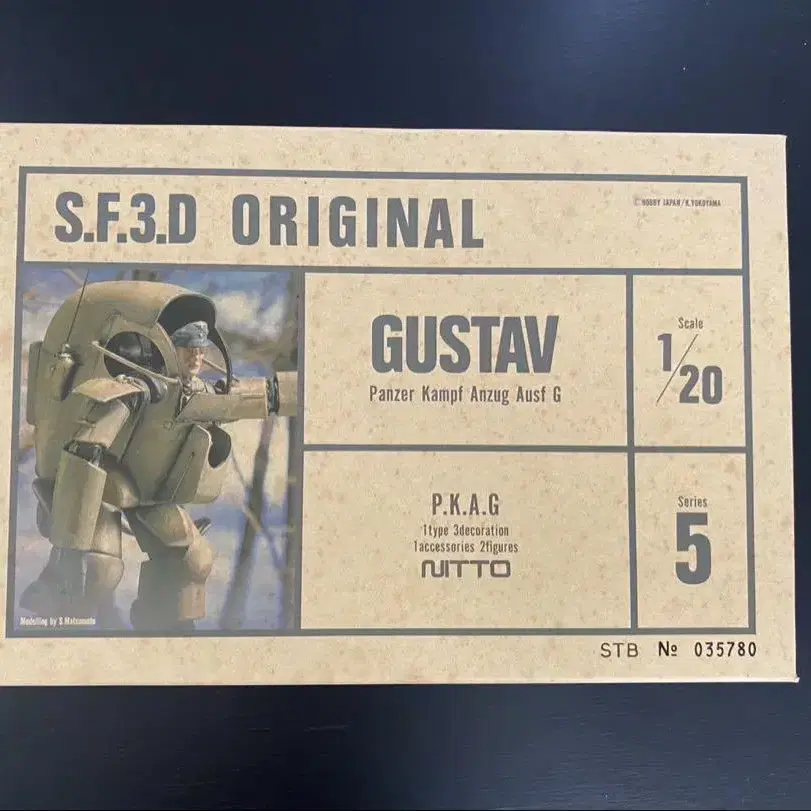 S.F.3.D ORIGINAL
© HOBBY JAPAN/K.YOKOYAMA
GUSTAV
Panzer Kampf Anzug Ausf G
Scale
1/20
P.K.A.G
1type 3decoration
1accessories 2figures
NITTO
Series
5
Modelling by S.Matsumoto
STB № 035780